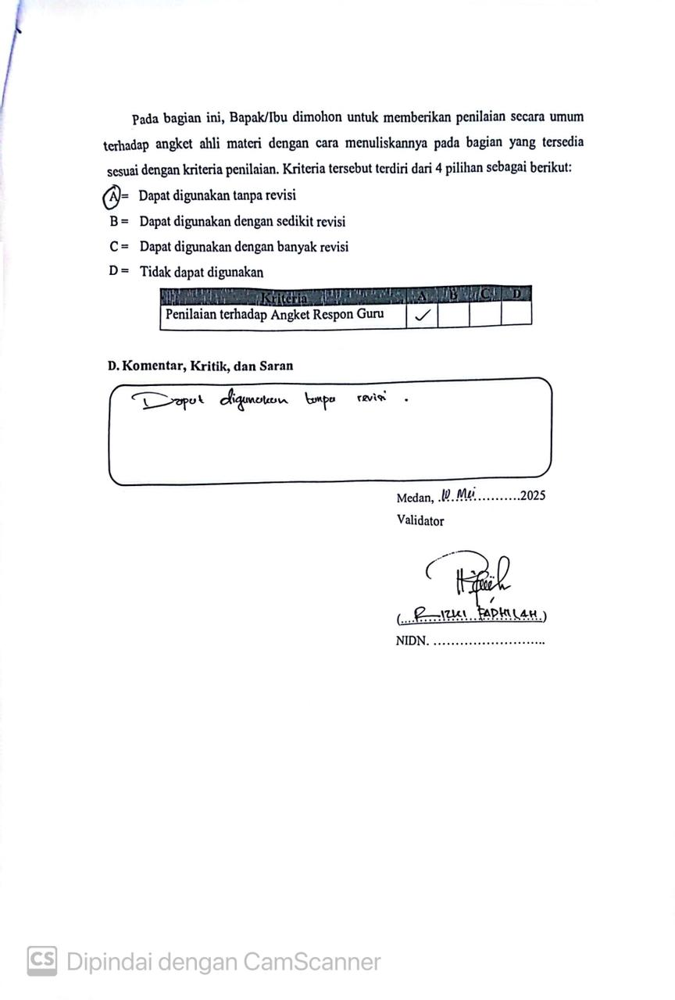 Pada bagian ini, Bapak/Ibu dimohon untuk memberikan penilaian secara umum
terhadap angket ahli materi dengan cara menuliskannya pada bagian yang tersedia
sesuai dengan kriteria penilaian. Kriteria tersebut terdiri dari 4 pilihan sebagai berikut:
A = Dapat digunakan tanpa revisi
B = Dapat digunakan dengan sedikit revisi
C = Dapat digunakan dengan banyak revisi
D = Tidak dapat digunakan
Kriteria A B C D
Penilaian terhadap Angket Respon Guru ✓
D. Komentar, Kritik, dan Saran
Dapat digunakan tanpa revisi .
Medan, Mei 2025
Validator
(....RIZKI FADHILAH.)
NIDN. ..........................
CS Dipindai dengan CamScanner